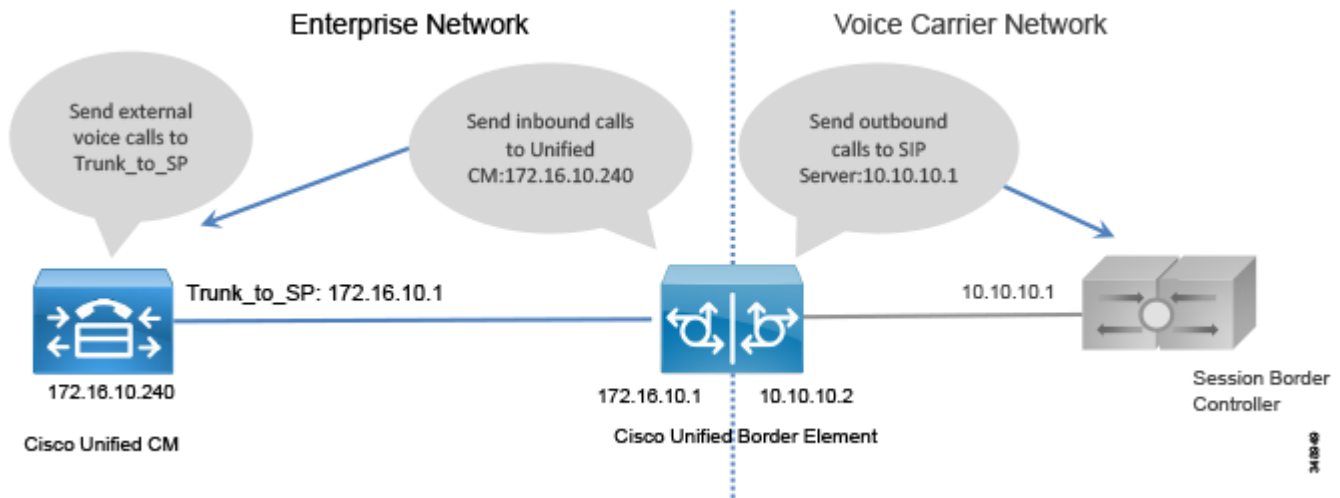 Enterprise Network
Voice Carrier Network
Send external
voice calls to
Trunk_to_SP
Send inbound calls
to Unified
CM:172.16.10.240
Send outbound
calls to SIP
Server:10.10.10.1
Trunk_to_SP: 172.16.10.1
10.10.10.1
172.16.10.240
172.16.10.1
10.10.10.2
Session Border
Controller
Cisco Unified CM
Cisco Unified Border Element
348949